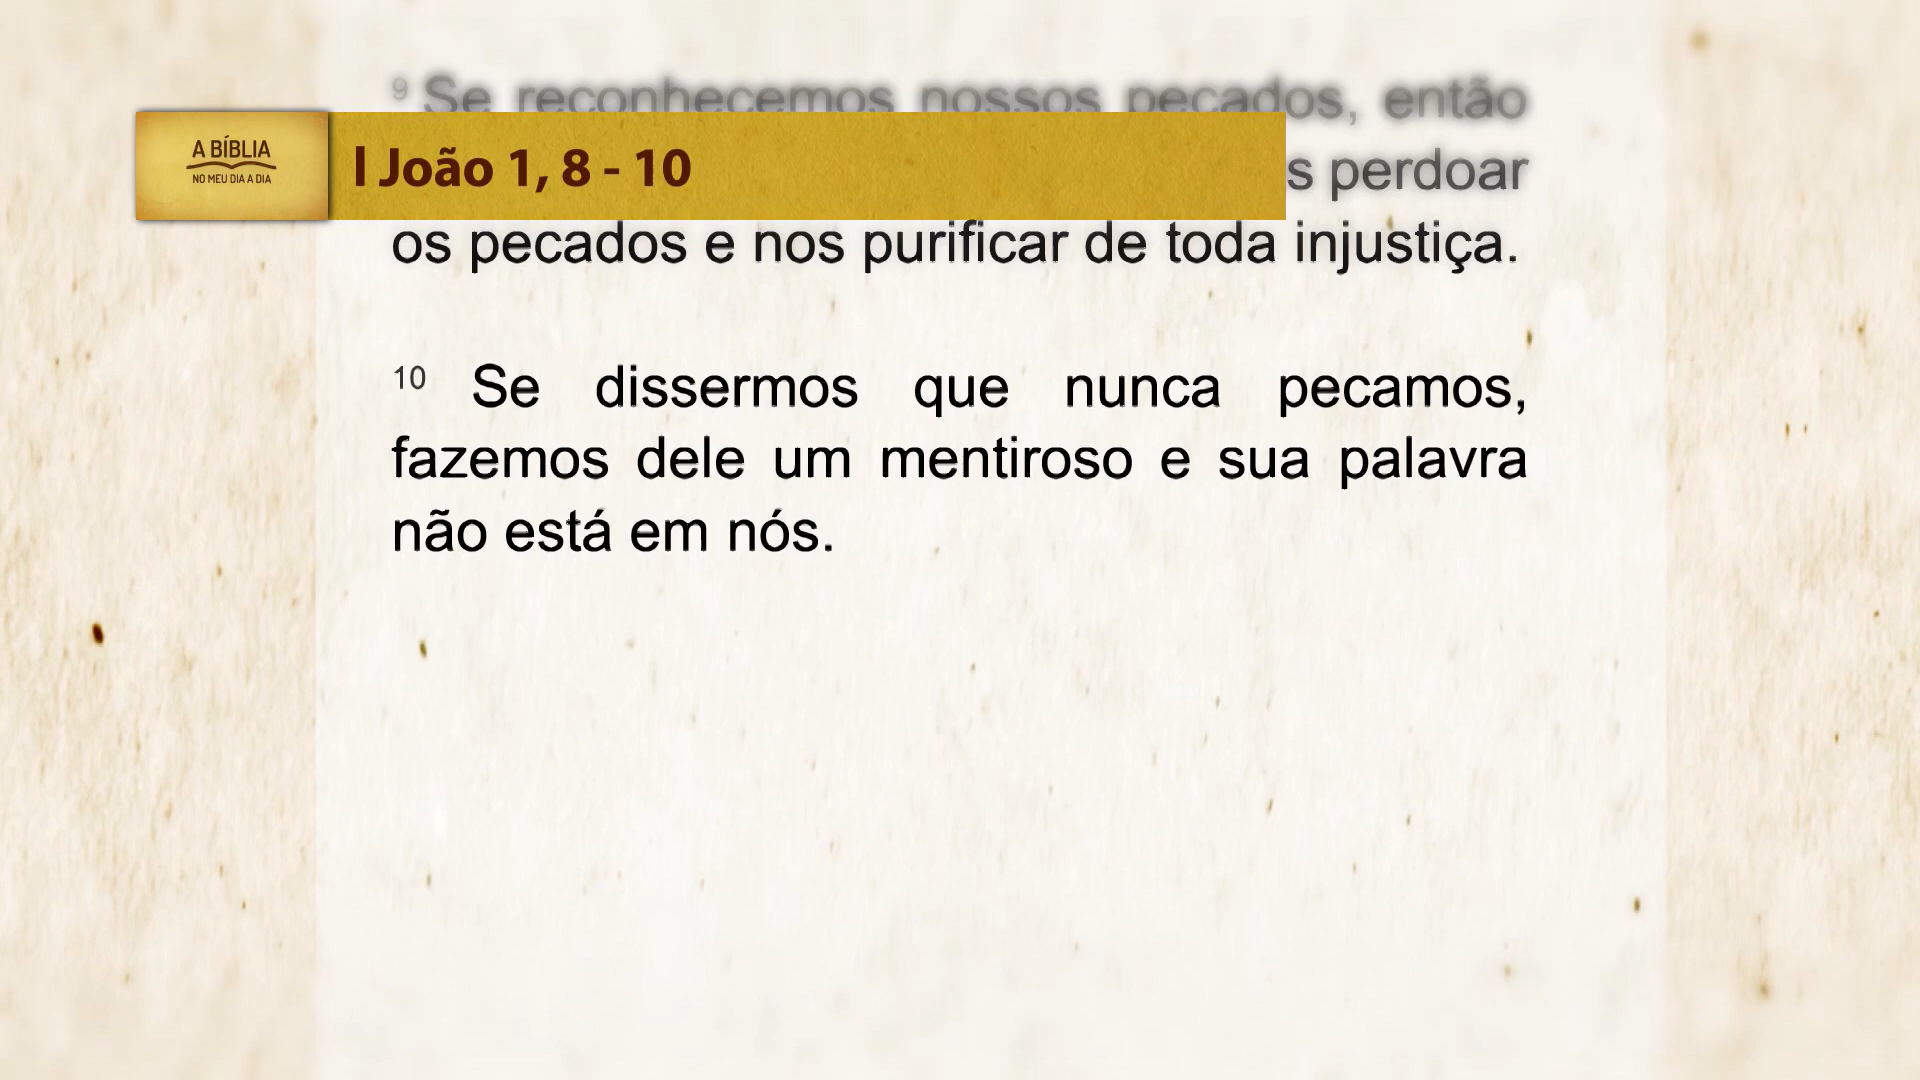 9 Se reconhecemos nossos pecados, então
A BÍBLIA
NO MEU DIA A DIA
I João 1, 8 - 10
s perdoar
os pecados e nos purificar de toda injustiça.
10 Se dissermos que nunca pecamos,
fazemos dele um mentiroso e sua palavra
não está em nós.